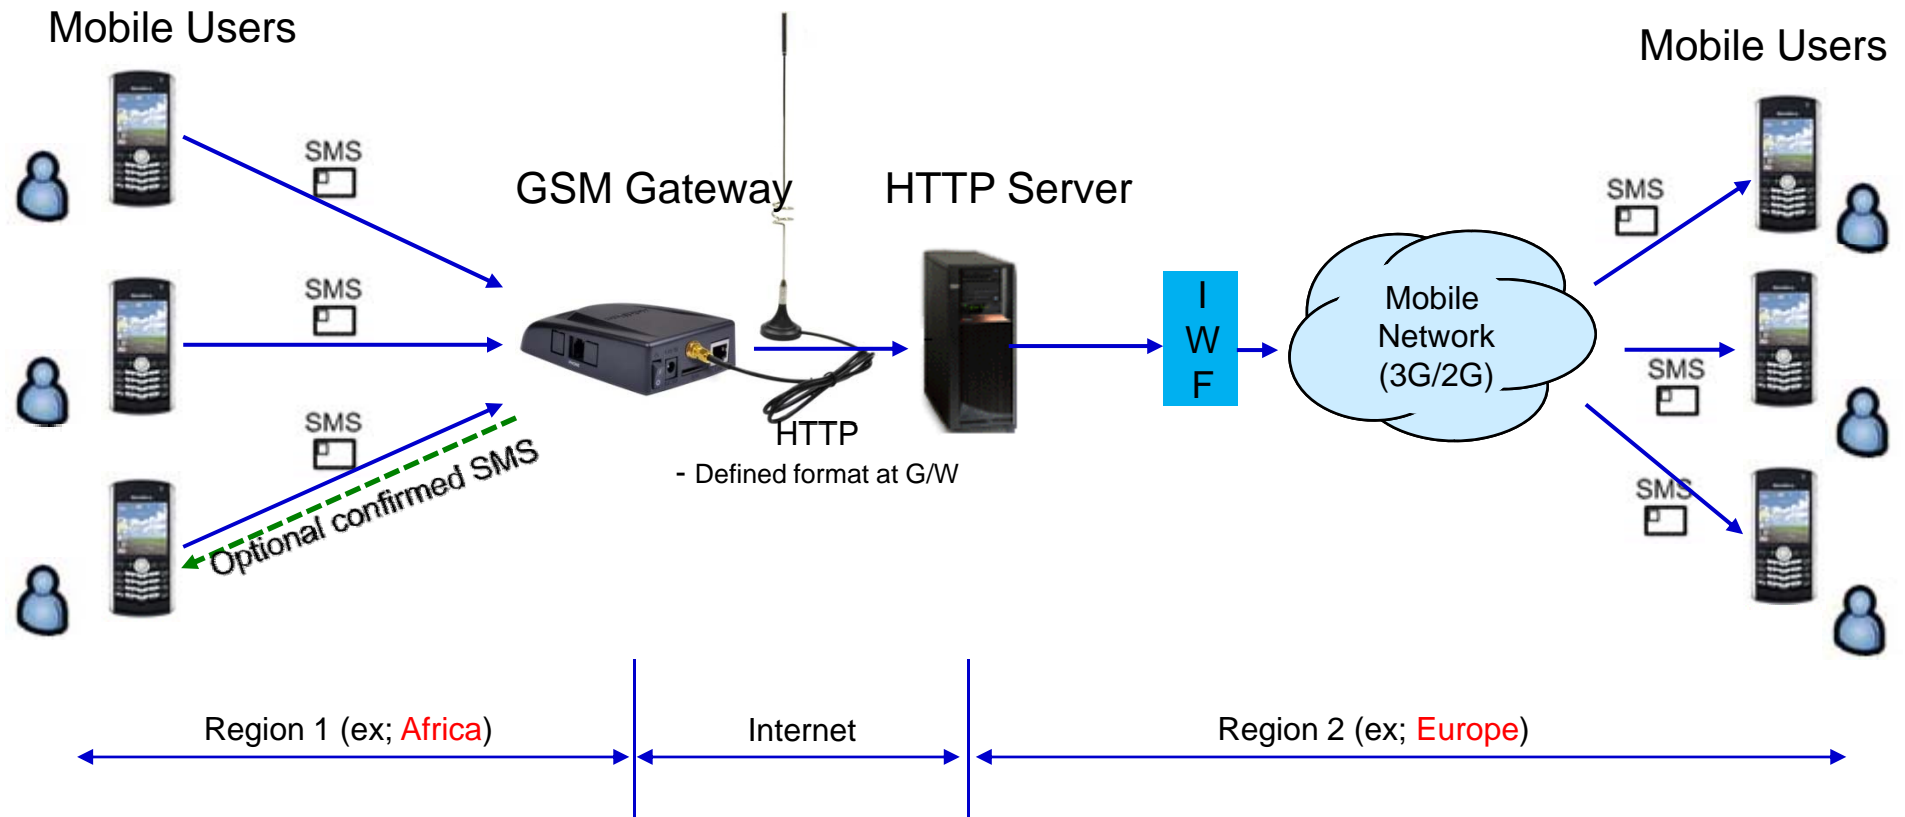 Mobile Users
Mobile Users
SMS
SMS
GSM Gateway
HTTP Server
SMS
I
W
F
Mobile
Network
(3G/2G)
SMS
SMS
HTTP
- Defined format at G/W
Optional confirmed SMS
SMS
Region 1 (ex; Africa)
Internet
Region 2 (ex; Europe)